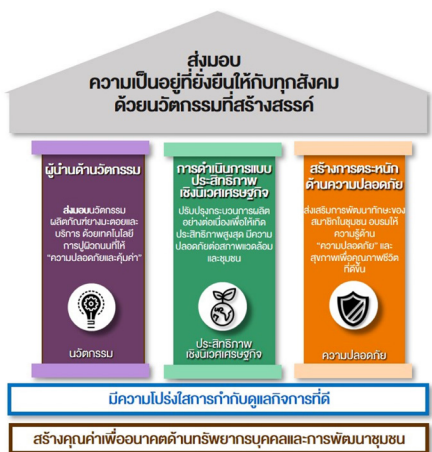 ส่งมอบ
ความเป็นอยู่ที่ยั่งยืนให้กับทุกสังคม
ด้วยนวัตกรรมที่สร้างสรรค์
ผู้นำด้านนวัตกรรม
ส่งมอบนวัตกรรม
ผลิตภัณฑ์ยางมะตอยและ
บริการ ด้วยเทคโนโลยี
การปูผิวถนนที่ให้
"ความปลอดภัยและคุ้มค่า"
นวัตกรรม
การดำเนินการแบบ
ประสิทธิภาพ
เชิงนิเวศเศรษฐกิจ
ปรับปรุงกระบวนการผลิต
อย่างต่อเนื่องเพื่อให้เกิด
ประสิทธิภาพสูงสุด มีความ
ปลอดภัยต่อสภาพแวดล้อม
และชุมชน
ประสิทธิภาพ
เชิงนิเวศเศรษฐกิจ
สร้างการตระหนัก
ด้านความปลอดภัย
ส่งเสริมการพัฒนาทักษะของ
สมาชิกในชุมชน อบรมให้
ความรู้ด้าน
"ความปลอดภัย" และ
สุขภาพเพื่อคุณภาพชีวิต
ที่ดีขึ้น
ความปลอดภัย
มีความโปร่งใสการกำกับดูแลกิจการที่ดี
สร้างคุณค่าเพื่ออนาคตด้านทรัพยากรบุคคลและการพัฒนาชุมชน